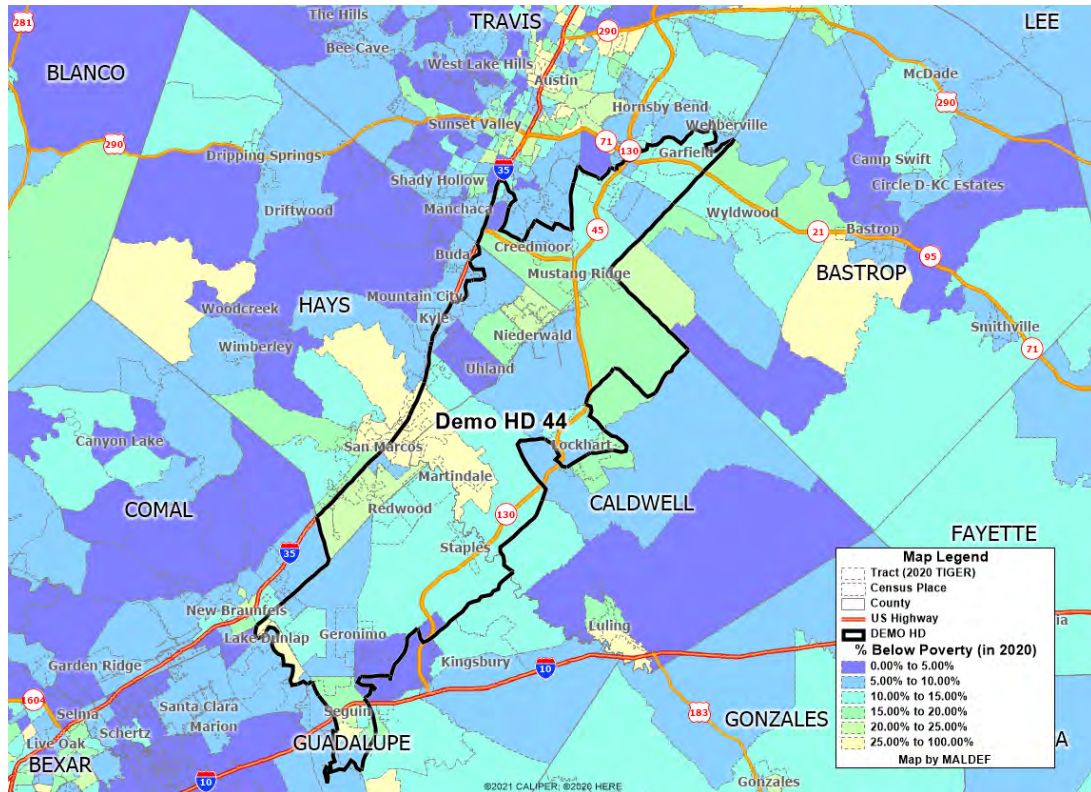 281
The Hills
TRAVIS
LEE
290
Bee Cave
BLANCO
West Lake Hills
Austin
McDade
Hornsby Bend
290
Sunset Valley
Webberville
290
71
130
Garfield
Dripping Springs
Camp Swift
Shady Hollow
35
Circle D-KC Estates
Manchaca
Driftwood
Wyldwood
45
21
Bastrop
Creedmoor
Buda
95
Mustang Ridge
BASTROP
HAYS
Mountain City
Woodcreek
Kyle
Smithville
Niederwald
Wimberley
71
Uhland
Demo HD 44
Canyon Lake
San Marcos
Lockhart
Martindale
COMAL
CALDWELL
Redwood
130
FAYETTE
35
Staples
Map Legend
Tract (2020 TIGER)
Census Place
County
US Highway
DEMO HD
% Below Poverty (in 2020)
0.00% to 5.00%
5.00% to 10.00%
10.00% to 15.00%
15.00% to 20.00%
20.00% to 25.00%
25.00% to 100.00%
Map by MALDEF
New Braunfels
Luling
Lake Dunlap
Geronimo
Garden Ridge
Kingsbury
10
1604
Santa Clara
Selma
Marion
Seguin
183
Schertz
GONZALES
Live Oak
GUADALUPE
BEXAR
10
Gonzales
©2021 CALIPER; ©2020 HERE